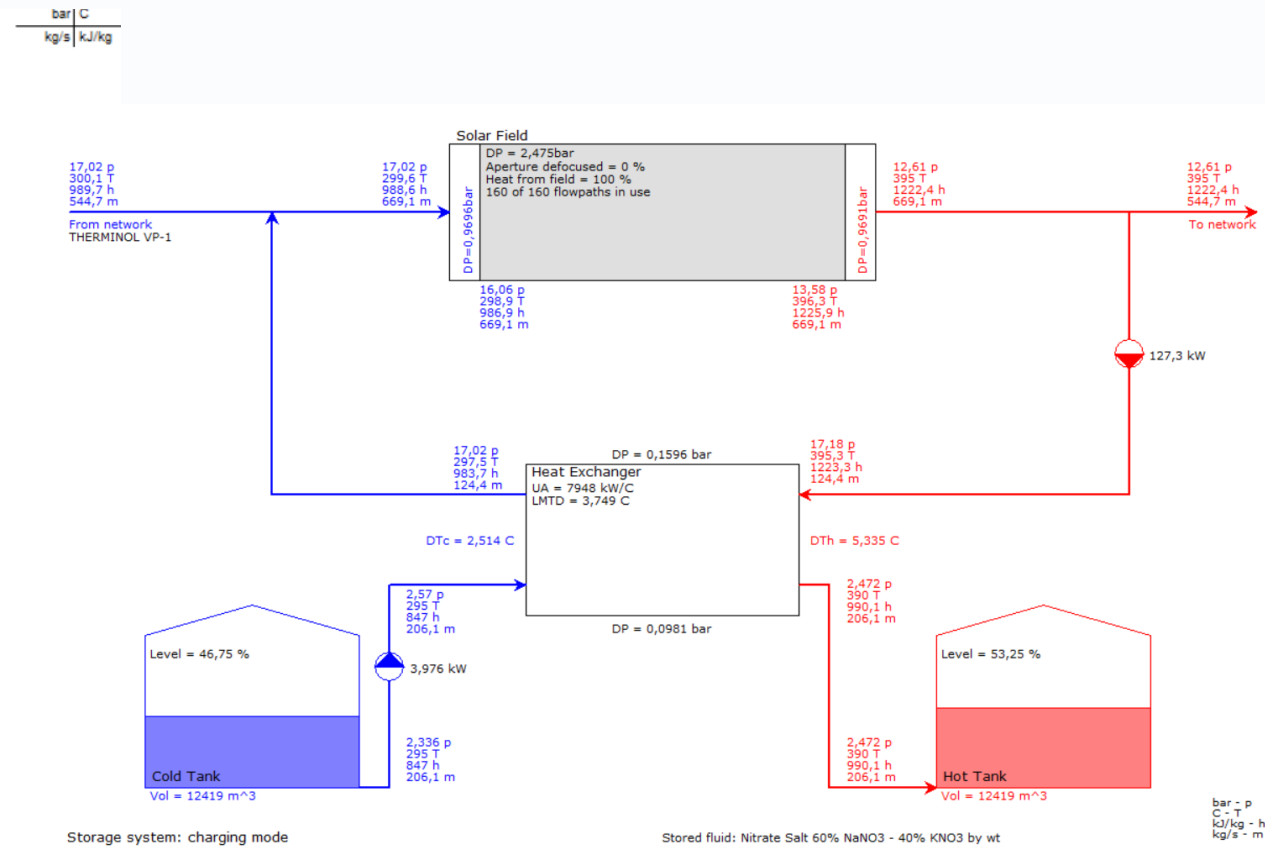 bar C
kg/s kJ/kg
Solar Field
DP = 2,475bar
Aperture defocused = 0 %
Heat from field = 100 %
160 of 160 flowpaths in use
DP=0,9696bar
DP=0,9691bar
17,02 p
300,1 T
989,7 h
544,7 m
From network
THERMINOL VP-1
17,02 p
299,6 T
988,6 h
669,1 m
12,61 p
395 T
1222,4 h
669,1 m
12,61 p
395 T
1222,4 h
544,7 m
To network
16,06 p
298,9 T
986,9 h
669,1 m
13,58 p
396,3 T
1225,9 h
669,1 m
127,3 kW
17,02 p
297,5 T
983,7 h
124,4 m
DP = 0,1596 bar
Heat Exchanger
UA = 7948 kW/C
LMTD = 3,749 C
17,18 p
395,3 T
1223,3 h
124,4 m
DTc = 2,514 C
DTh = 5,335 C
2,57 p
295 T
847 h
206,1 m
DP = 0,0981 bar
2,472 p
390 T
990,1 h
206,1 m
Level = 46,75 %
3,976 kW
Level = 53,25 %
2,336 p
295 T
847 h
206,1 m
2,472 p
390 T
990,1 h
206,1 m
Cold Tank
Vol = 12419 m^3
Hot Tank
Vol = 12419 m^3
Storage system: charging mode
Stored fluid: Nitrate Salt 60% NaNO3 - 40% KNO3 by wt
bar - p
C - T
kJ/kg - h
kg/s - m